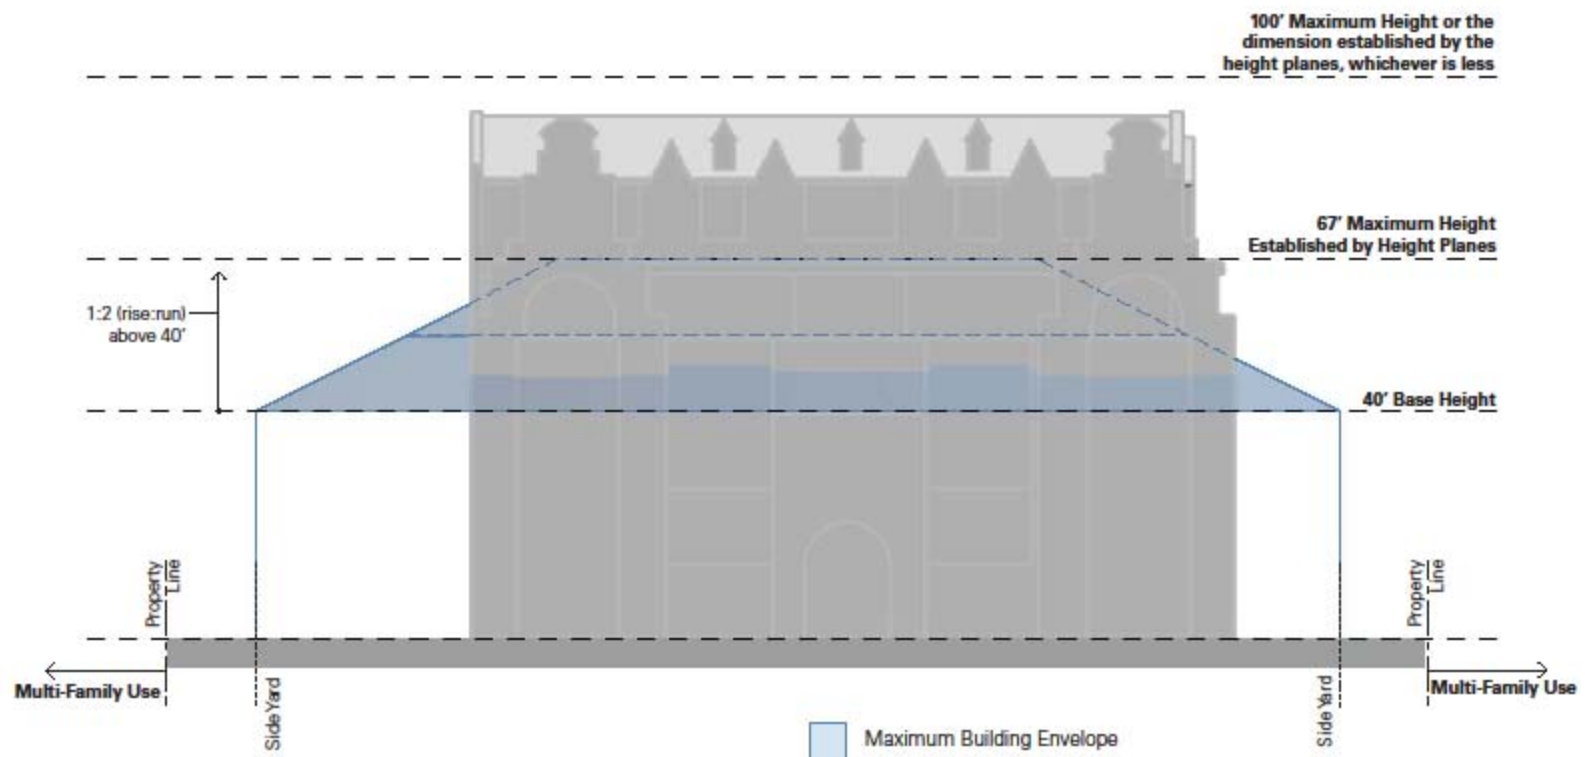 100' Maximum Height or the
dimension established by the
height planes, whichever is less
67' Maximum Height
Established by Height Planes
1:2 (rise:run)
above 40'
40' Base Height
Property
Line
Property
Line
Multi-Family Use
Multi-Family Use
Side Yard
Side Yard
Maximum Building Envelope